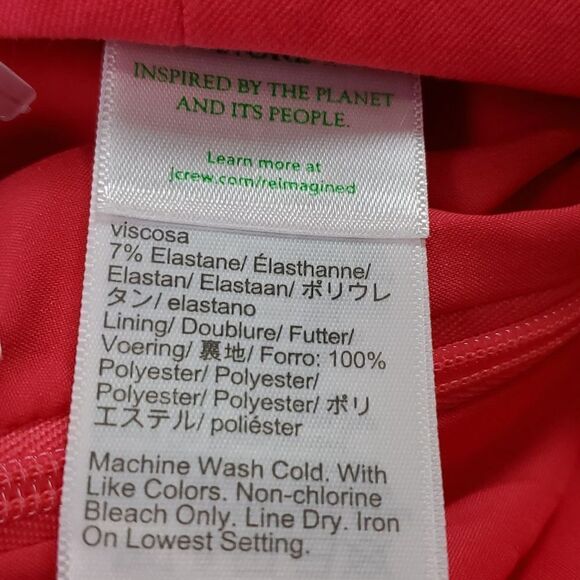 INSPIRED BY THE PLANET
AND ITS PEOPLE.
Learn more at
jcrew.com/reimagined
viscosa
7% Elastane/ Élasthanne/
Elastan/ Elastaan/ ポリウレ
タン/ elastano
Lining/ Doublure/ Futter/
Voering/ 裏地/ Forro: 100%
Polyester/ Polyester/
Polyester/ Polyester/ ポリ
エステル/ poliéster
Machine Wash Cold. With
Like Colors. Non-chlorine
Bleach Only. Line Dry. Iron
On Lowest Setting.